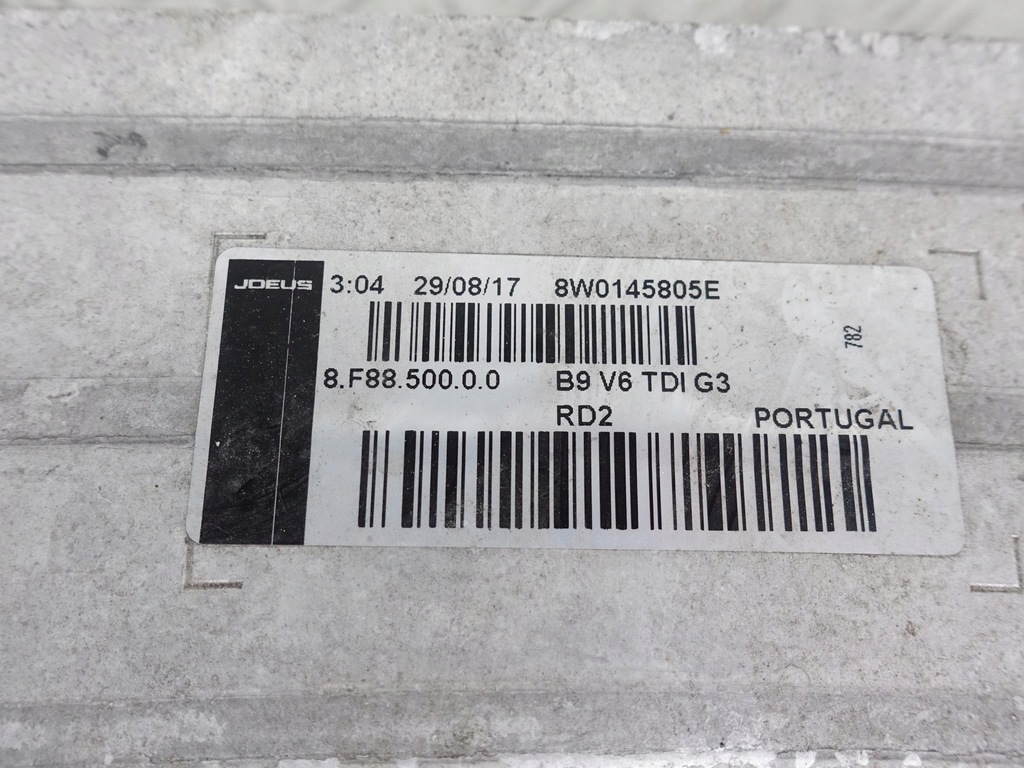 JDEUS 3:04 29/08/17 8W0145805E
782
8.F88.500.0.0 B9 V6 TDI G3
RD2 PORTUGAL